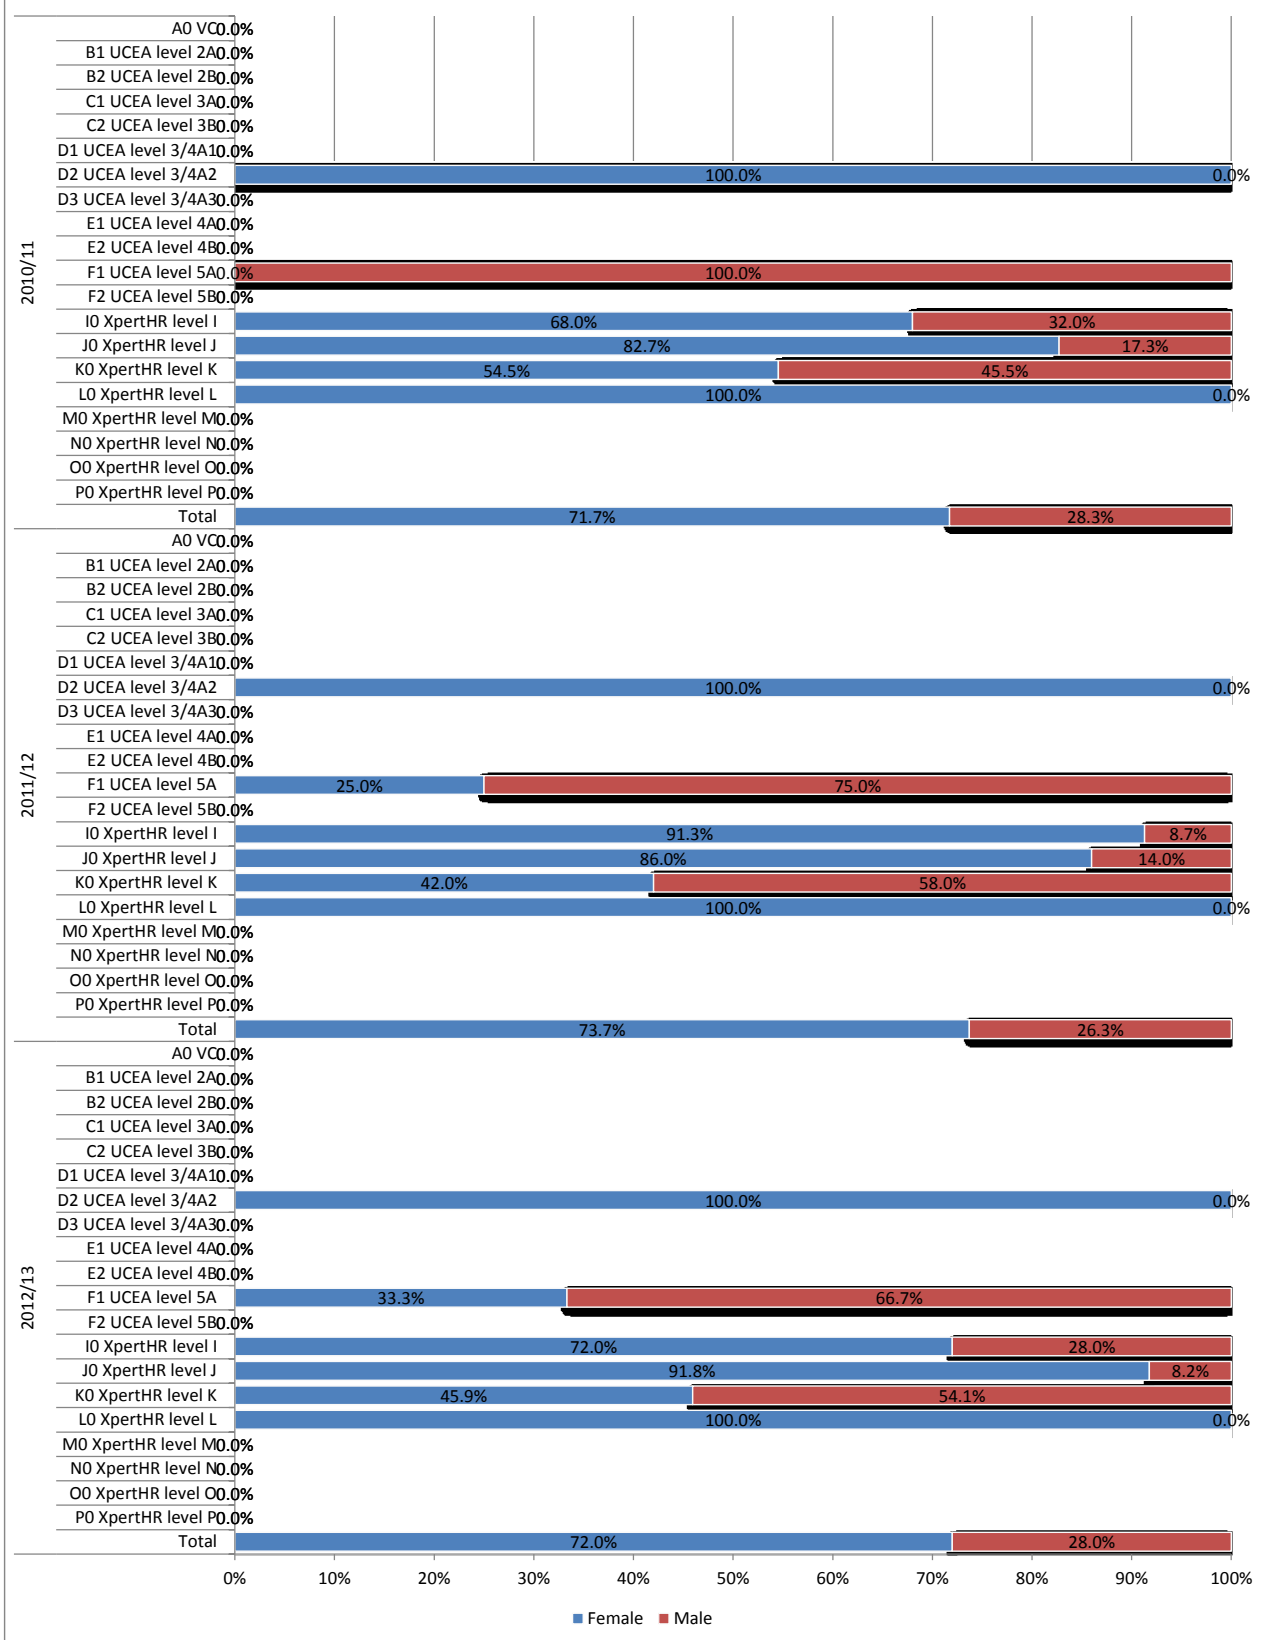 2010/11
A0 VC 0.0%
B1 UCEA level 2A 0.0%
B2 UCEA level 2B 0.0%
C1 UCEA level 3A 0.0%
C2 UCEA level 3B 0.0%
D1 UCEA level 3/4A1 0.0%
D2 UCEA level 3/4A2 100.0% 0.0%
D3 UCEA level 3/4A3 0.0%
E1 UCEA level 4A 0.0%
E2 UCEA level 4B 0.0%
F1 UCEA level 5A 0.0% 100.0%
F2 UCEA level 5B 0.0%
I0 XpertHR level I 68.0% 32.0%
J0 XpertHR level J 82.7% 17.3%
K0 XpertHR level K 54.5% 45.5%
L0 XpertHR level L 100.0% 0.0%
M0 XpertHR level M 0.0%
N0 XpertHR level N 0.0%
O0 XpertHR level O 0.0%
P0 XpertHR level P 0.0%
Total 71.7% 28.3%
2011/12
A0 VC 0.0%
B1 UCEA level 2A 0.0%
B2 UCEA level 2B 0.0%
C1 UCEA level 3A 0.0%
C2 UCEA level 3B 0.0%
D1 UCEA level 3/4A1 0.0%
D2 UCEA level 3/4A2 100.0% 0.0%
D3 UCEA level 3/4A3 0.0%
E1 UCEA level 4A 0.0%
E2 UCEA level 4B 0.0%
F1 UCEA level 5A 25.0% 75.0%
F2 UCEA level 5B 0.0%
I0 XpertHR level I 91.3% 8.7%
J0 XpertHR level J 86.0% 14.0%
K0 XpertHR level K 42.0% 58.0%
L0 XpertHR level L 100.0% 0.0%
M0 XpertHR level M 0.0%
N0 XpertHR level N 0.0%
O0 XpertHR level O 0.0%
P0 XpertHR level P 0.0%
Total 73.7% 26.3%
2012/13
A0 VC 0.0%
B1 UCEA level 2A 0.0%
B2 UCEA level 2B 0.0%
C1 UCEA level 3A 0.0%
C2 UCEA level 3B 0.0%
D1 UCEA level 3/4A1 0.0%
D2 UCEA level 3/4A2 100.0% 0.0%
D3 UCEA level 3/4A3 0.0%
E1 UCEA level 4A 0.0%
E2 UCEA level 4B 0.0%
F1 UCEA level 5A 33.3% 66.7%
F2 UCEA level 5B 0.0%
I0 XpertHR level I 72.0% 28.0%
J0 XpertHR level J 91.8% 8.2%
K0 XpertHR level K 45.9% 54.1%
L0 XpertHR level L 100.0% 0.0%
M0 XpertHR level M 0.0%
N0 XpertHR level N 0.0%
O0 XpertHR level O 0.0%
P0 XpertHR level P 0.0%
Total 72.0% 28.0%
0% 10% 20% 30% 40% 50% 60% 70% 80% 90% 100%
Female Male